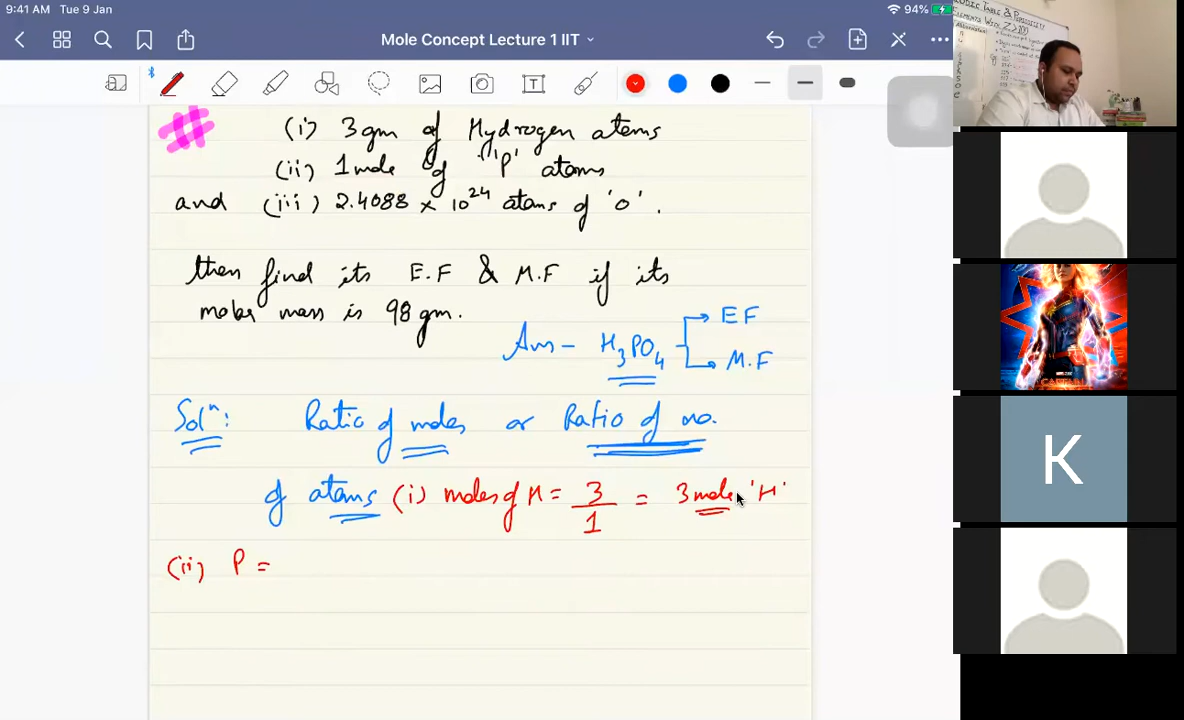 9:41 AM Tue 9 Jan
94%
Mole Concept Lecture 1 IIT
(i) 3gm of Hydrogen atoms
(ii) 1 mole of 'P' atoms
and (iii) 2.4088 × 10²⁴ atoms of 'O'.
then find its E.F & M.F if its
molar mass is 98 gm.
Ans – H₃PO₄ → EF
→ M.F
Solⁿ: Ratio of moles or Ratio of no.
of atoms (i) moles of H = 3/1 = 3 mole 'H'
(ii) P =
K